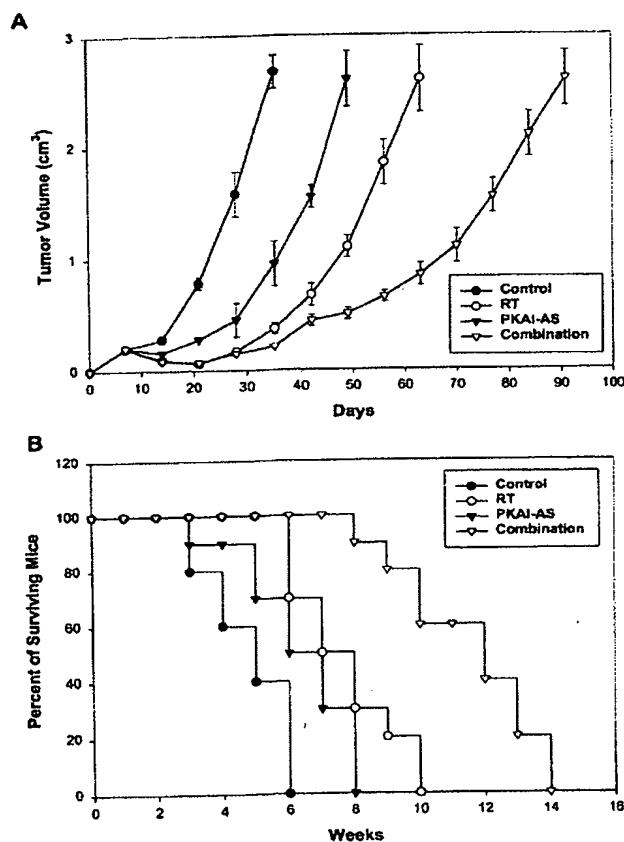 A
3
2
1
0
Tumor Volume (cm³)
Control
RT
PKAI-AS
Combination
0 10 20 30 40 50 60 70 80 90 100
Days
B
120
100
80
60
40
20
0
Percent of Surviving Mice
Control
RT
PKAI-AS
Combination
0 2 4 6 8 10 12 14 16
Weeks